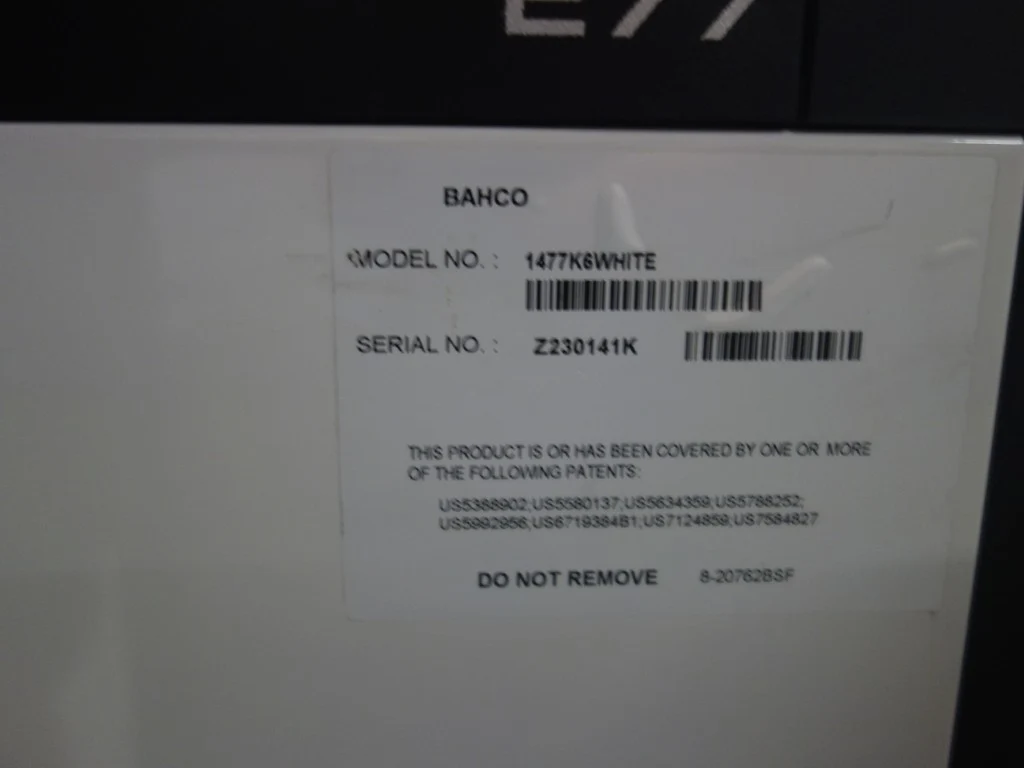 E77
BAHCO
MODEL NO. : 1477K6WHITE
SERIAL NO. : Z230141K
THIS PRODUCT IS OR HAS BEEN COVERED BY ONE OR MORE
OF THE FOLLOWING PATENTS:
US5388902;US5580137;US5634359;US5788252;
US5992956;US6719384B1;US7124859;US7584827
DO NOT REMOVE 8-20762BSF